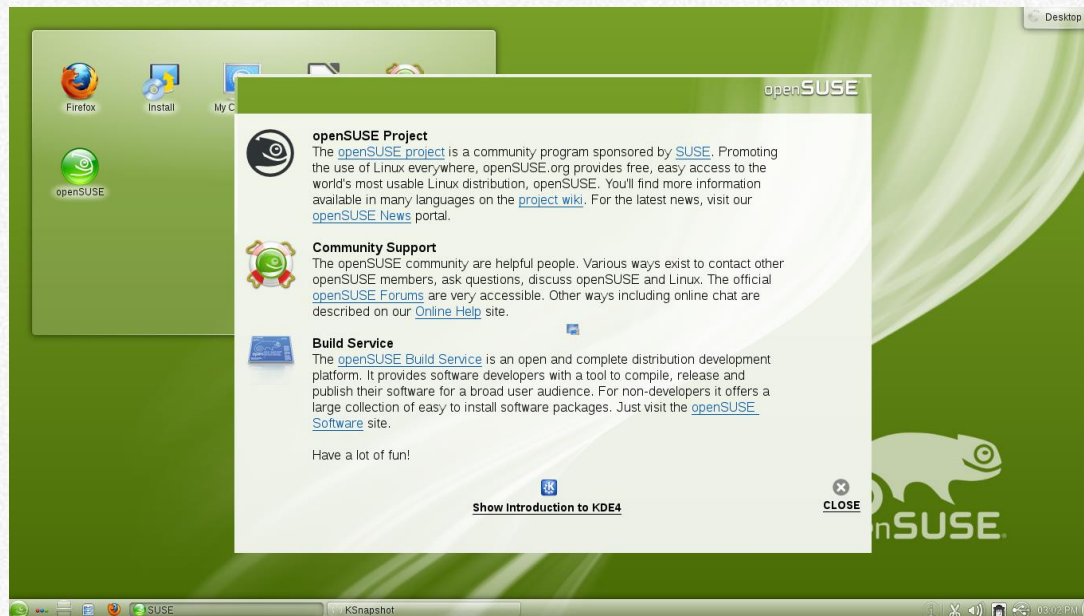 Desktop
Firefox
Install
My C
openSUSE
openSUSE
openSUSE Project
The openSUSE project is a community program sponsored by SUSE. Promoting
the use of Linux everywhere, openSUSE.org provides free, easy access to the
world's most usable Linux distribution, openSUSE. You'll find more information
available in many languages on the project wiki. For the latest news, visit our
openSUSE News portal.
Community Support
The openSUSE community are helpful people. Various ways exist to contact other
openSUSE members, ask questions, discuss openSUSE and Linux. The official
openSUSE Forums are very accessible. Other ways including online chat are
described on our Online Help site.
Build Service
The openSUSE Build Service is an open and complete distribution development
platform. It provides software developers with a tool to compile, release and
publish their software for a broad user audience. For non-developers it offers a
large collection of easy to install software packages. Just visit the openSUSE
Software site.
Have a lot of fun!
Show Introduction to KDE4
CLOSE
nSUSE
SUSE
KSnapshot
03:02 PM